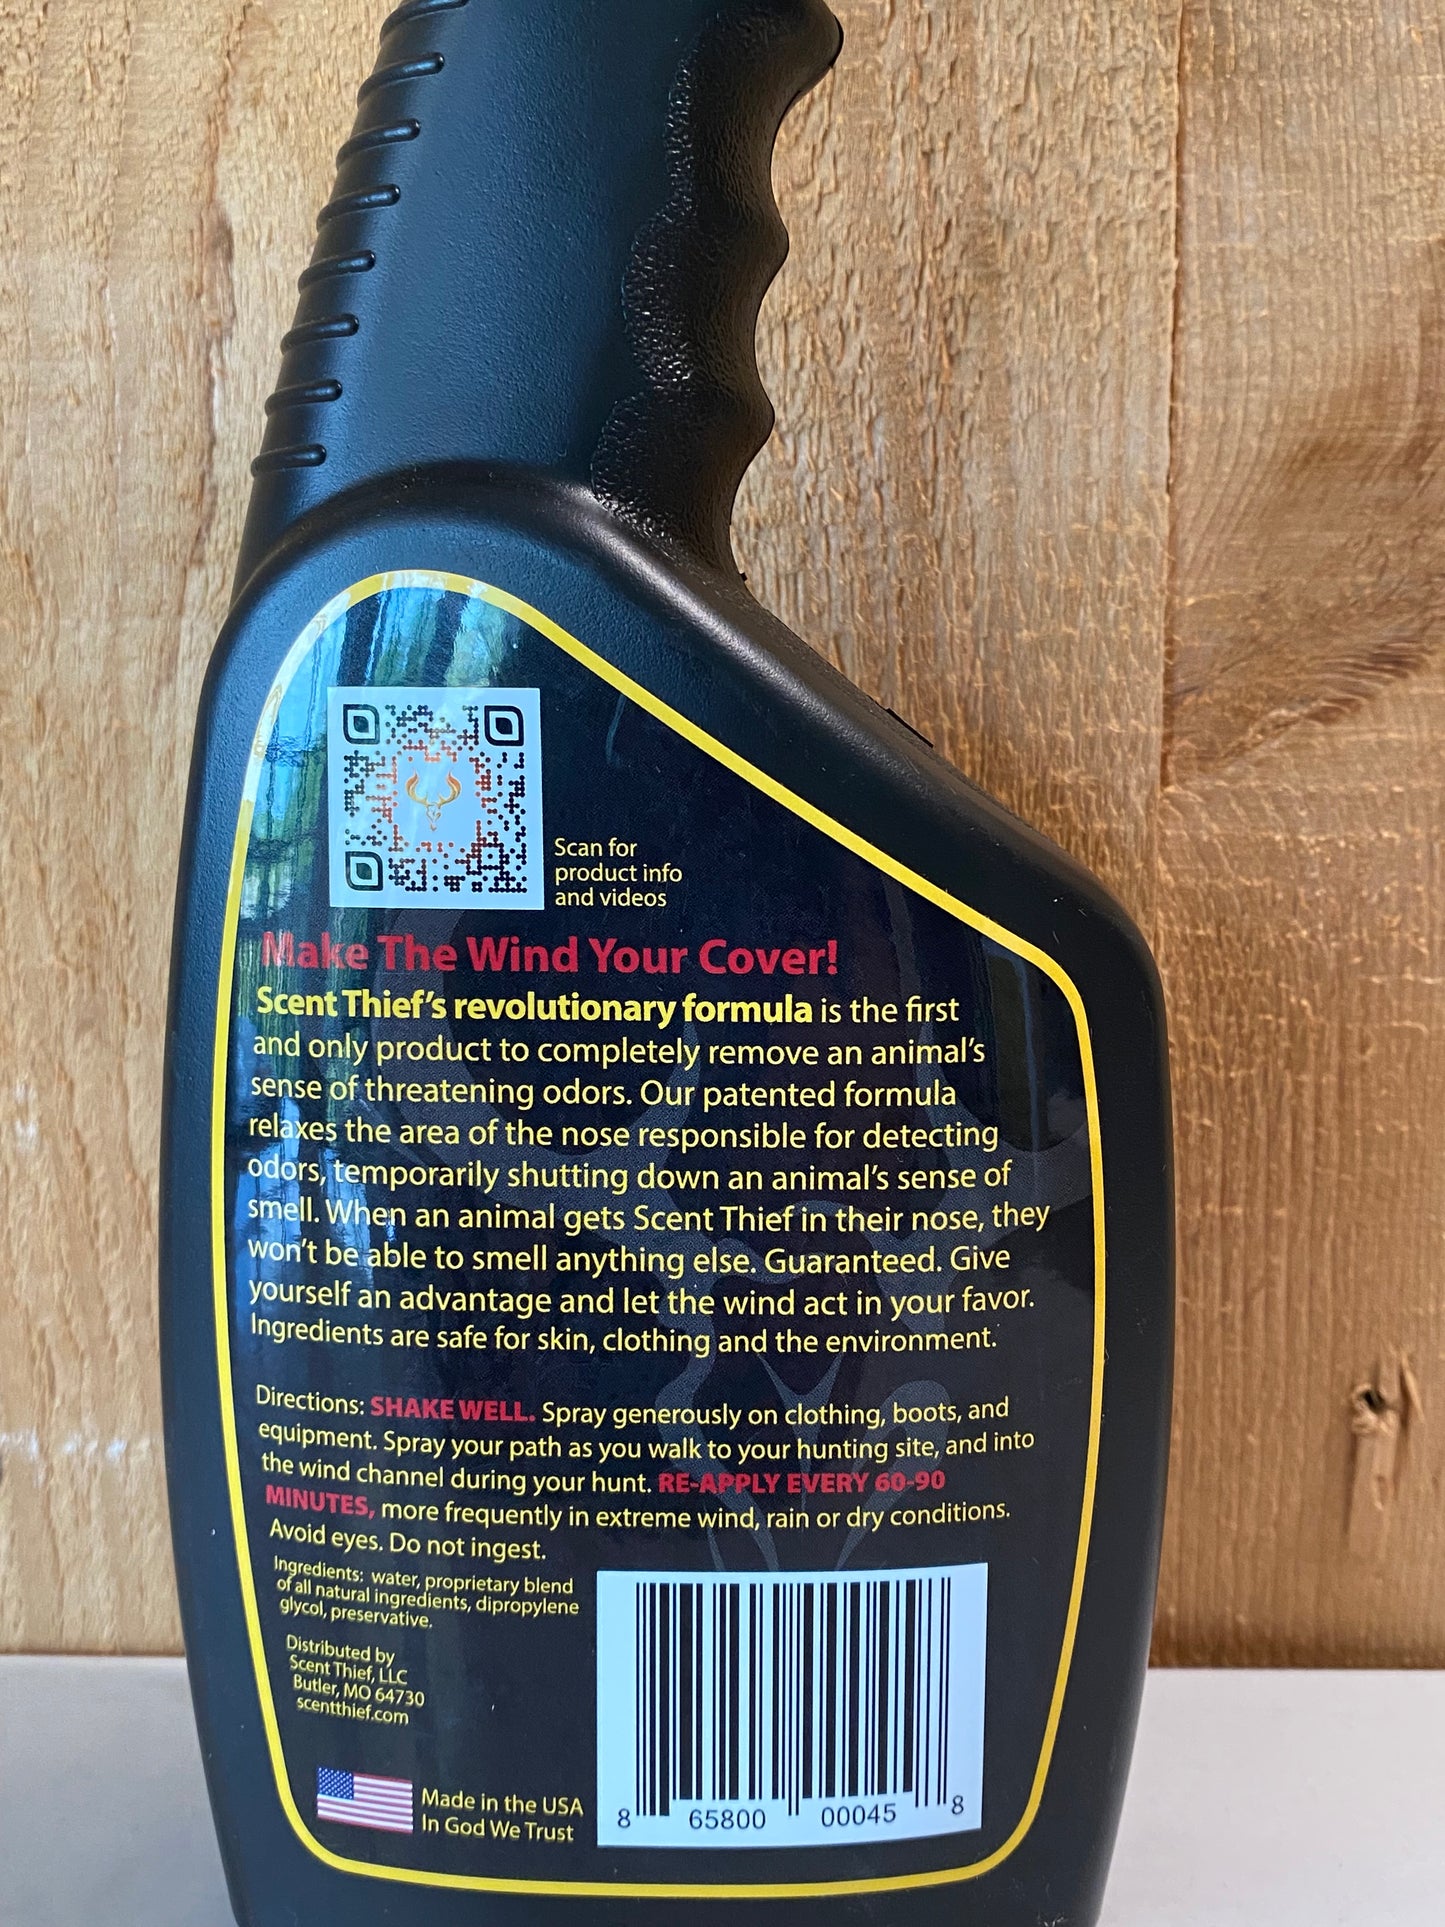 Scan for
product info
and videos
Make The Wind Your Cover!
Scent Thief's revolutionary formula is the first
and only product to completely remove an animal's
sense of threatening odors. Our patented formula
relaxes the area of the nose responsible for detecting
odors, temporarily shutting down an animal's sense of
smell. When an animal gets Scent Thief in their nose, they
won't be able to smell anything else. Guaranteed. Give
yourself an advantage and let the wind act in your favor.
Ingredients are safe for skin, clothing and the environment.
Directions: SHAKE WELL. Spray generously on clothing, boots, and
equipment. Spray your path as you walk to your hunting site, and into
the wind channel during your hunt. RE-APPLY EVERY 60-90
MINUTES, more frequently in extreme wind, rain or dry conditions.
Avoid eyes. Do not ingest.
Ingredients: water, proprietary blend
of all natural ingredients, dipropylene
glycol, preservative.
Distributed by
Scent Thief, LLC
Butler, MO 64730
scentthief.com
Made in the USA
In God We Trust
8 65800 00045 8